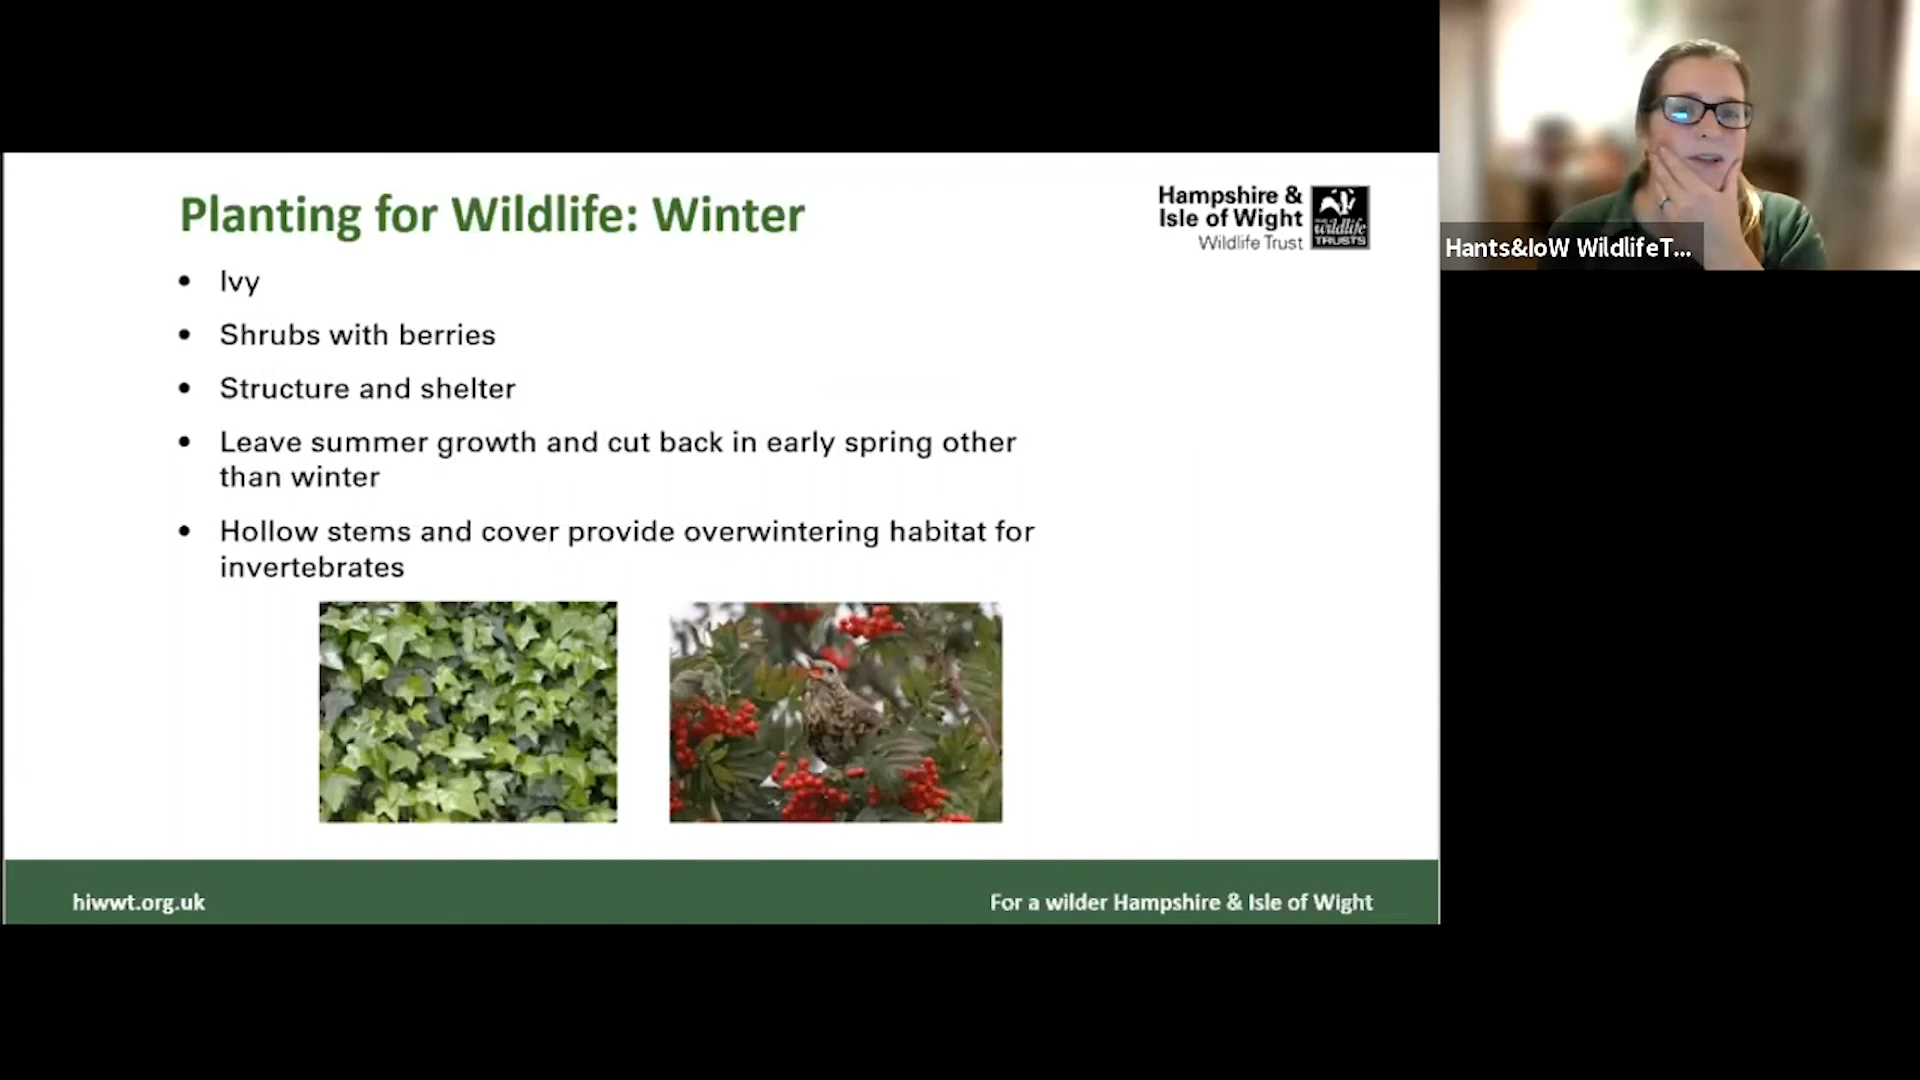 Planting for Wildlife: Winter
Hampshire &
Isle of Wight
Wildlife Trust
the wildlife
TRUSTS
• Ivy
• Shrubs with berries
• Structure and shelter
• Leave summer growth and cut back in early spring other
than winter
• Hollow stems and cover provide overwintering habitat for
invertebrates
hiwwt.org.uk
For a wilder Hampshire & Isle of Wight
Hants&IoW WildlifeT...